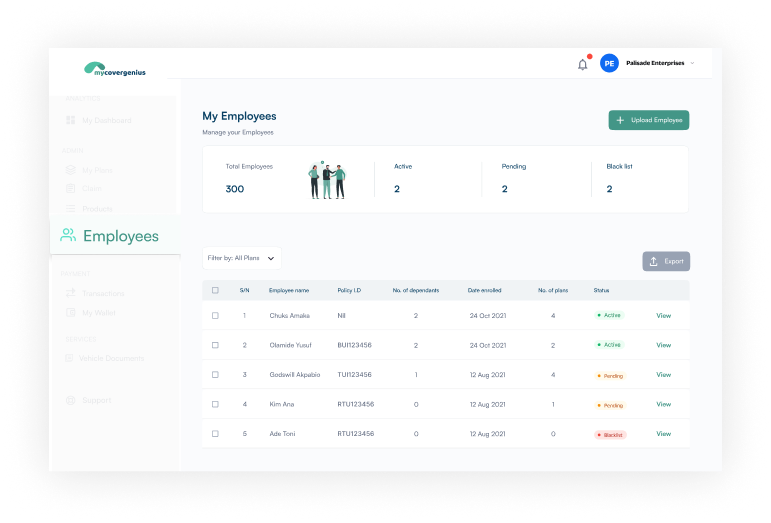 mycovergenius
PE
Palisade Enterprises
ANALYTICS
My Dashboard
My Employees
Manage your Employees
Upload Employee
My Plans
Claim
Products
Total Employees
300
Active
2
Pending
2
Black list
2
Employees
Filter by: All Plans
Export
Transactions
My Wallet
SERVICES
Vehicle Documents
Support
S/N Employee name Policy I.D No. of dependants Date enrolled No. of plans Status
1 Chuks Amaka Nill 2 24 Oct 2021 4 Active View
2 Olamide Yusuf BUI123456 2 24 Oct 2021 2 Active View
3 Godswill Akpabio TUI123456 1 12 Aug 2021 4 Pending View
4 Kim Ana RTU123456 0 12 Aug 2021 1 Pending View
5 Ade Toni RTU123456 0 12 Aug 2021 0 Blacklist View